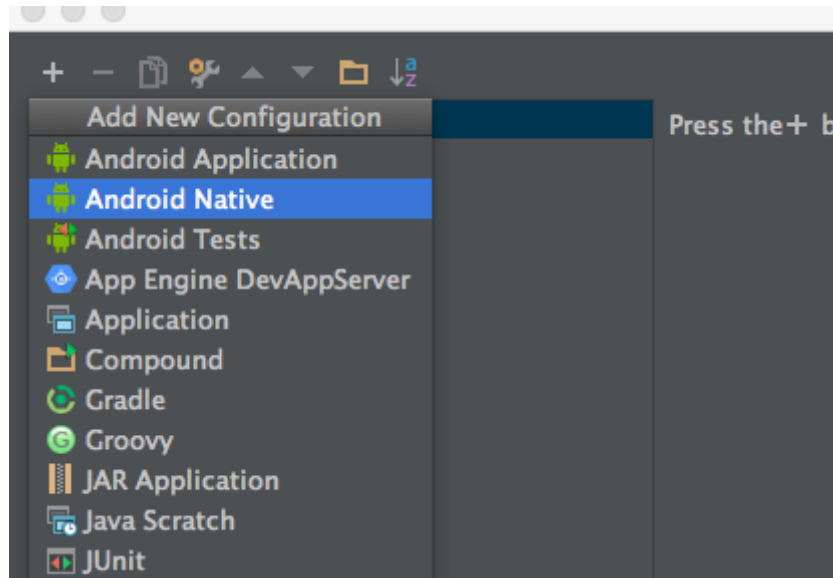 Add New Configuration
Press the + b
Android Application
Android Native
Android Tests
App Engine DevAppServer
Application
Compound
Gradle
Groovy
JAR Application
Java Scratch
JUnit